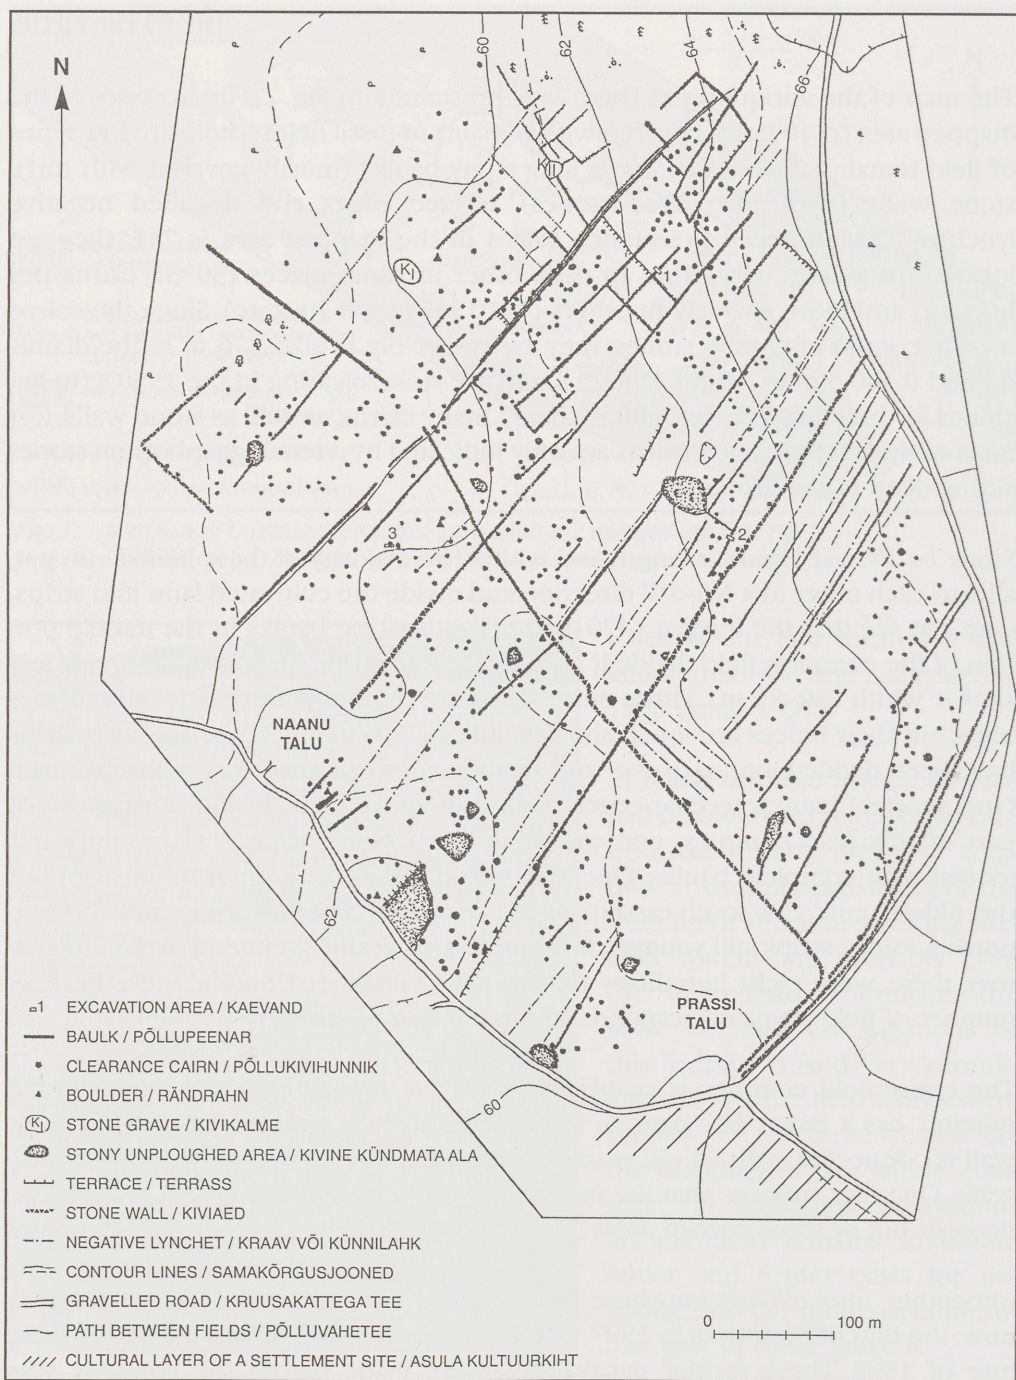 60
62
64
66
N
KII
KI
1
2
3
NAANU
TALU
62
PRASSI
TALU
60
1 EXCAVATION AREA / KAEVAND
BAULK / PÕLLUPEENAR
CLEARANCE CAIRN / PÕLLUKIVIHUNNIK
BOULDER / RÄNDRAHN
KI STONE GRAVE / KIVIKALME
STONY UNPLOUGHED AREA / KIVINE KÜNDMATA ALA
TERRACE / TERRASS
STONE WALL / KIVIAED
NEGATIVE LYNCHET / KRAAV VÕI KÜNNILAHK
CONTOUR LINES / SAMAKÕRGUSJOONED
GRAVELLED ROAD / KRUUSAKATTEGA TEE
PATH BETWEEN FIELDS / PÕLLUVAHETEE
CULTURAL LAYER OF A SETTLEMENT SITE / ASULA KULTUURKIHT
0 100 m